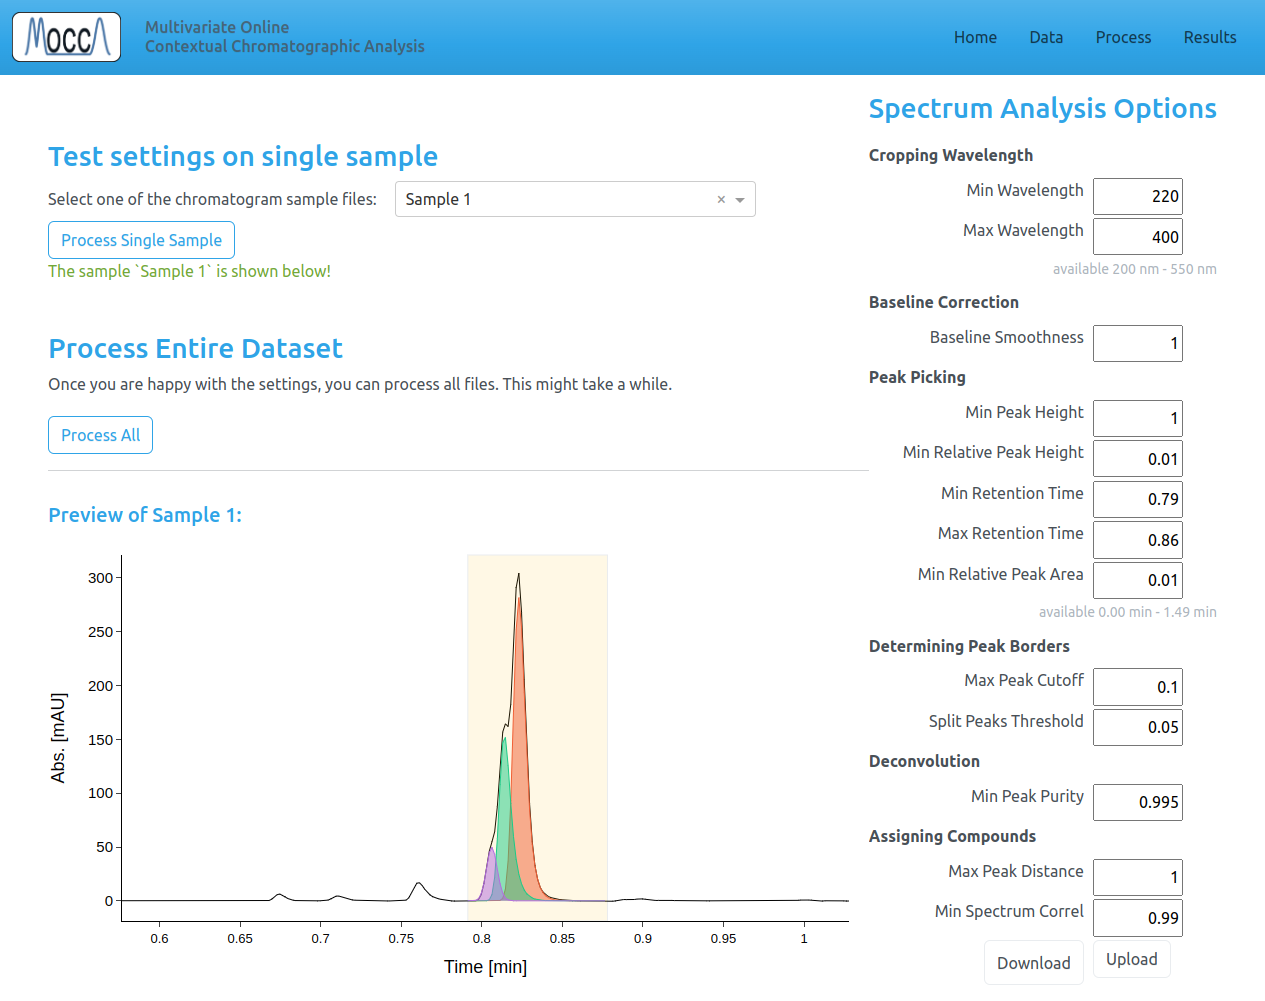 MOCCA
Multivariate Online
Contextual Chromatographic Analysis
Home Data Process Results
Test settings on single sample
Select one of the chromatogram sample files:
Sample 1 ×
Process Single Sample
The sample `Sample 1` is shown below!
Process Entire Dataset
Once you are happy with the settings, you can process all files. This might take a while.
Process All
Preview of Sample 1:
300
250
200
150
100
50
0
Abs. [mAU]
0.6 0.65 0.7 0.75 0.8 0.85 0.9 0.95 1
Time [min]
Spectrum Analysis Options
Cropping Wavelength
Min Wavelength 220
Max Wavelength 400
available 200 nm - 550 nm
Baseline Correction
Baseline Smoothness 1
Peak Picking
Min Peak Height 1
Min Relative Peak Height 0.01
Min Retention Time 0.79
Max Retention Time 0.86
Min Relative Peak Area 0.01
available 0.00 min - 1.49 min
Determining Peak Borders
Max Peak Cutoff 0.1
Split Peaks Threshold 0.05
Deconvolution
Min Peak Purity 0.995
Assigning Compounds
Max Peak Distance 1
Min Spectrum Correl 0.99
Download Upload